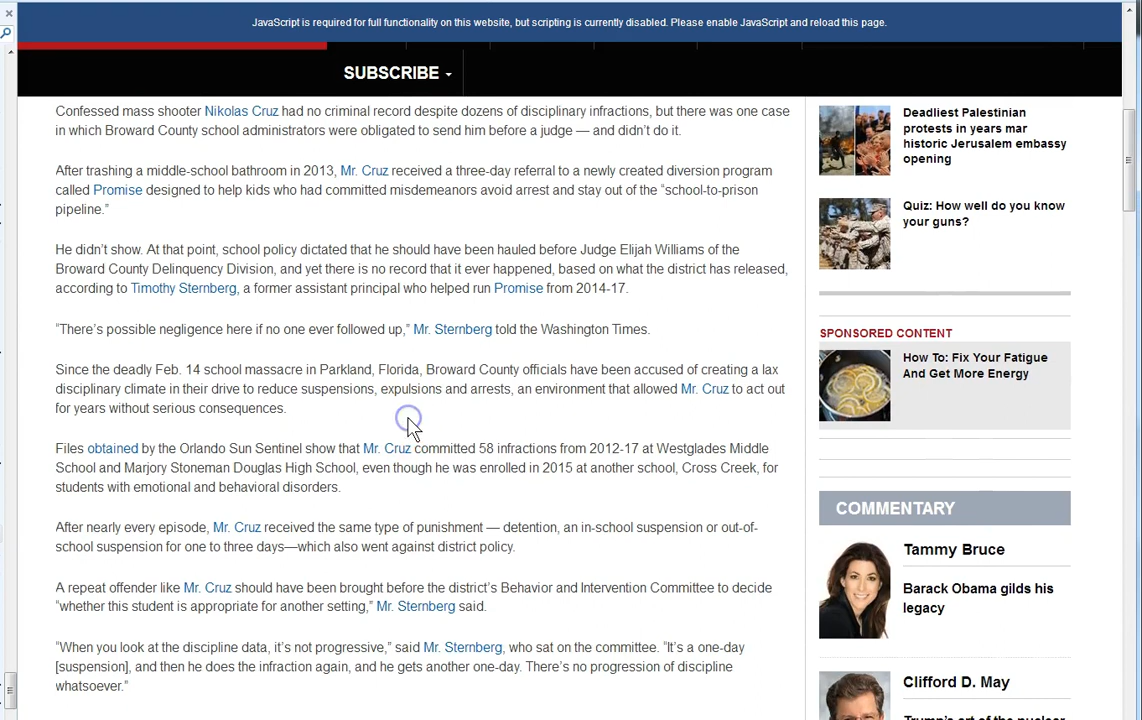 JavaScript is required for full functionality on this website, but scripting is currently disabled. Please enable JavaScript and reload this page.
SUBSCRIBE
Confessed mass shooter Nikolas Cruz had no criminal record despite dozens of disciplinary infractions, but there was one case
in which Broward County school administrators were obligated to send him before a judge — and didn't do it.
After trashing a middle-school bathroom in 2013, Mr. Cruz received a three-day referral to a newly created diversion program
called Promise designed to help kids who had committed misdemeanors avoid arrest and stay out of the “school-to-prison
pipeline.”
He didn't show. At that point, school policy dictated that he should have been hauled before Judge Elijah Williams of the
Broward County Delinquency Division, and yet there is no record that it ever happened, based on what the district has released,
according to Timothy Sternberg, a former assistant principal who helped run Promise from 2014-17.
“There's possible negligence here if no one ever followed up,” Mr. Sternberg told the Washington Times.
Since the deadly Feb. 14 school massacre in Parkland, Florida, Broward County officials have been accused of creating a lax
disciplinary climate in their drive to reduce suspensions, expulsions and arrests, an environment that allowed Mr. Cruz to act out
for years without serious consequences.
Files obtained by the Orlando Sun Sentinel show that Mr. Cruz committed 58 infractions from 2012-17 at Westglades Middle
School and Marjory Stoneman Douglas High School, even though he was enrolled in 2015 at another school, Cross Creek, for
students with emotional and behavioral disorders.
After nearly every episode, Mr. Cruz received the same type of punishment — detention, an in-school suspension or out-of-
school suspension for one to three days—which also went against district policy.
A repeat offender like Mr. Cruz should have been brought before the district's Behavior and Intervention Committee to decide
“whether this student is appropriate for another setting,” Mr. Sternberg said.
“When you look at the discipline data, it's not progressive,” said Mr. Sternberg, who sat on the committee. “It's a one-day
[suspension], and then he does the infraction again, and he gets another one-day. There's no progression of discipline
whatsoever.”
Deadliest Palestinian
protests in years mar
historic Jerusalem embassy
opening
Quiz: How well do you know
your guns?
SPONSORED CONTENT
How To: Fix Your Fatigue
And Get More Energy
COMMENTARY
Tammy Bruce
Barack Obama gilds his
legacy
Clifford D. May
Trump's art of the nuclear